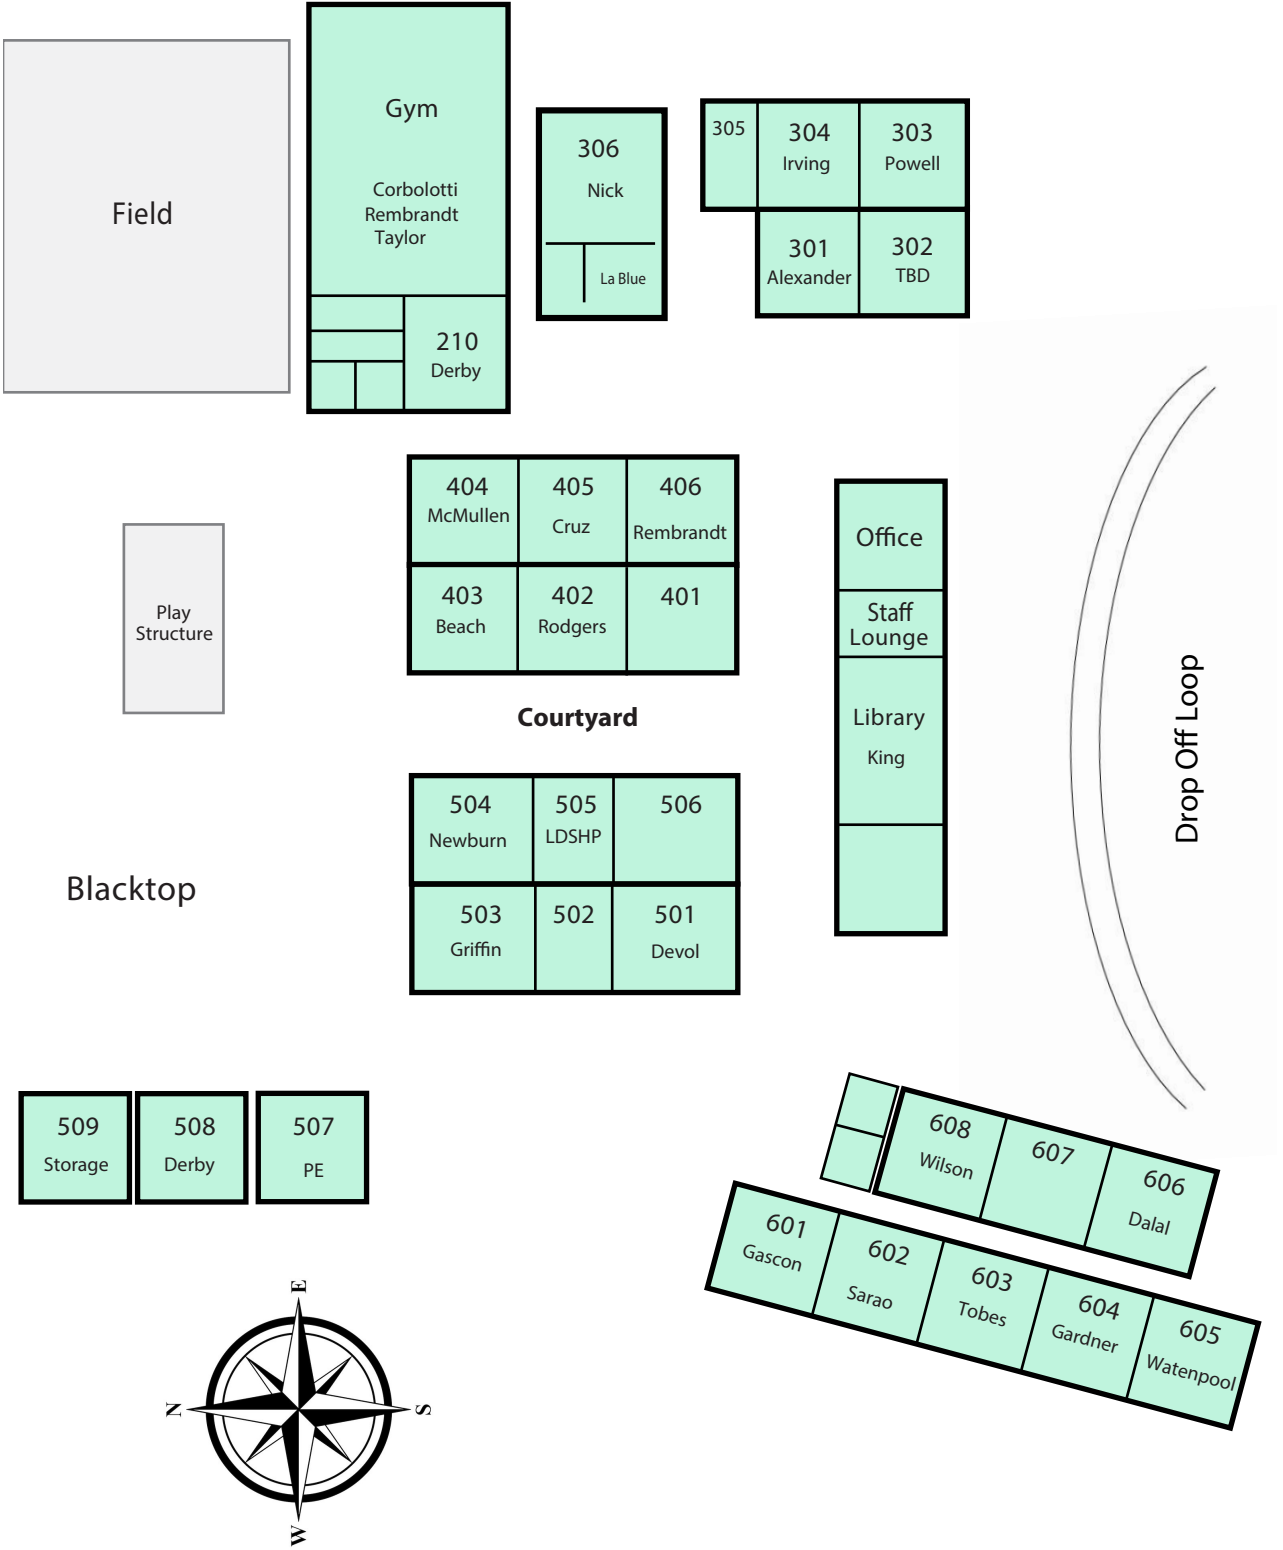 Field
Gym
Corbolotti
Rembrandt
Taylor
210
Derby
306
Nick
La Blue
305
304
Irving
303
Powell
301
Alexander
302
TBD
404
McMullen
405
Cruz
406
Rembrandt
403
Beach
402
Rodgers
401
Play
Structure
Office
Staff
Lounge
Library
King
Drop Off Loop
Courtyard
504
Newburn
505
LDSHP
506
503
Griffin
502
501
Devol
Blacktop
509
Storage
508
Derby
507
PE
608
Wilson
607
606
Dalal
601
Gascon
602
Sarao
603
Tobes
604
Gardner
605
Watenpool
E
N
S
W